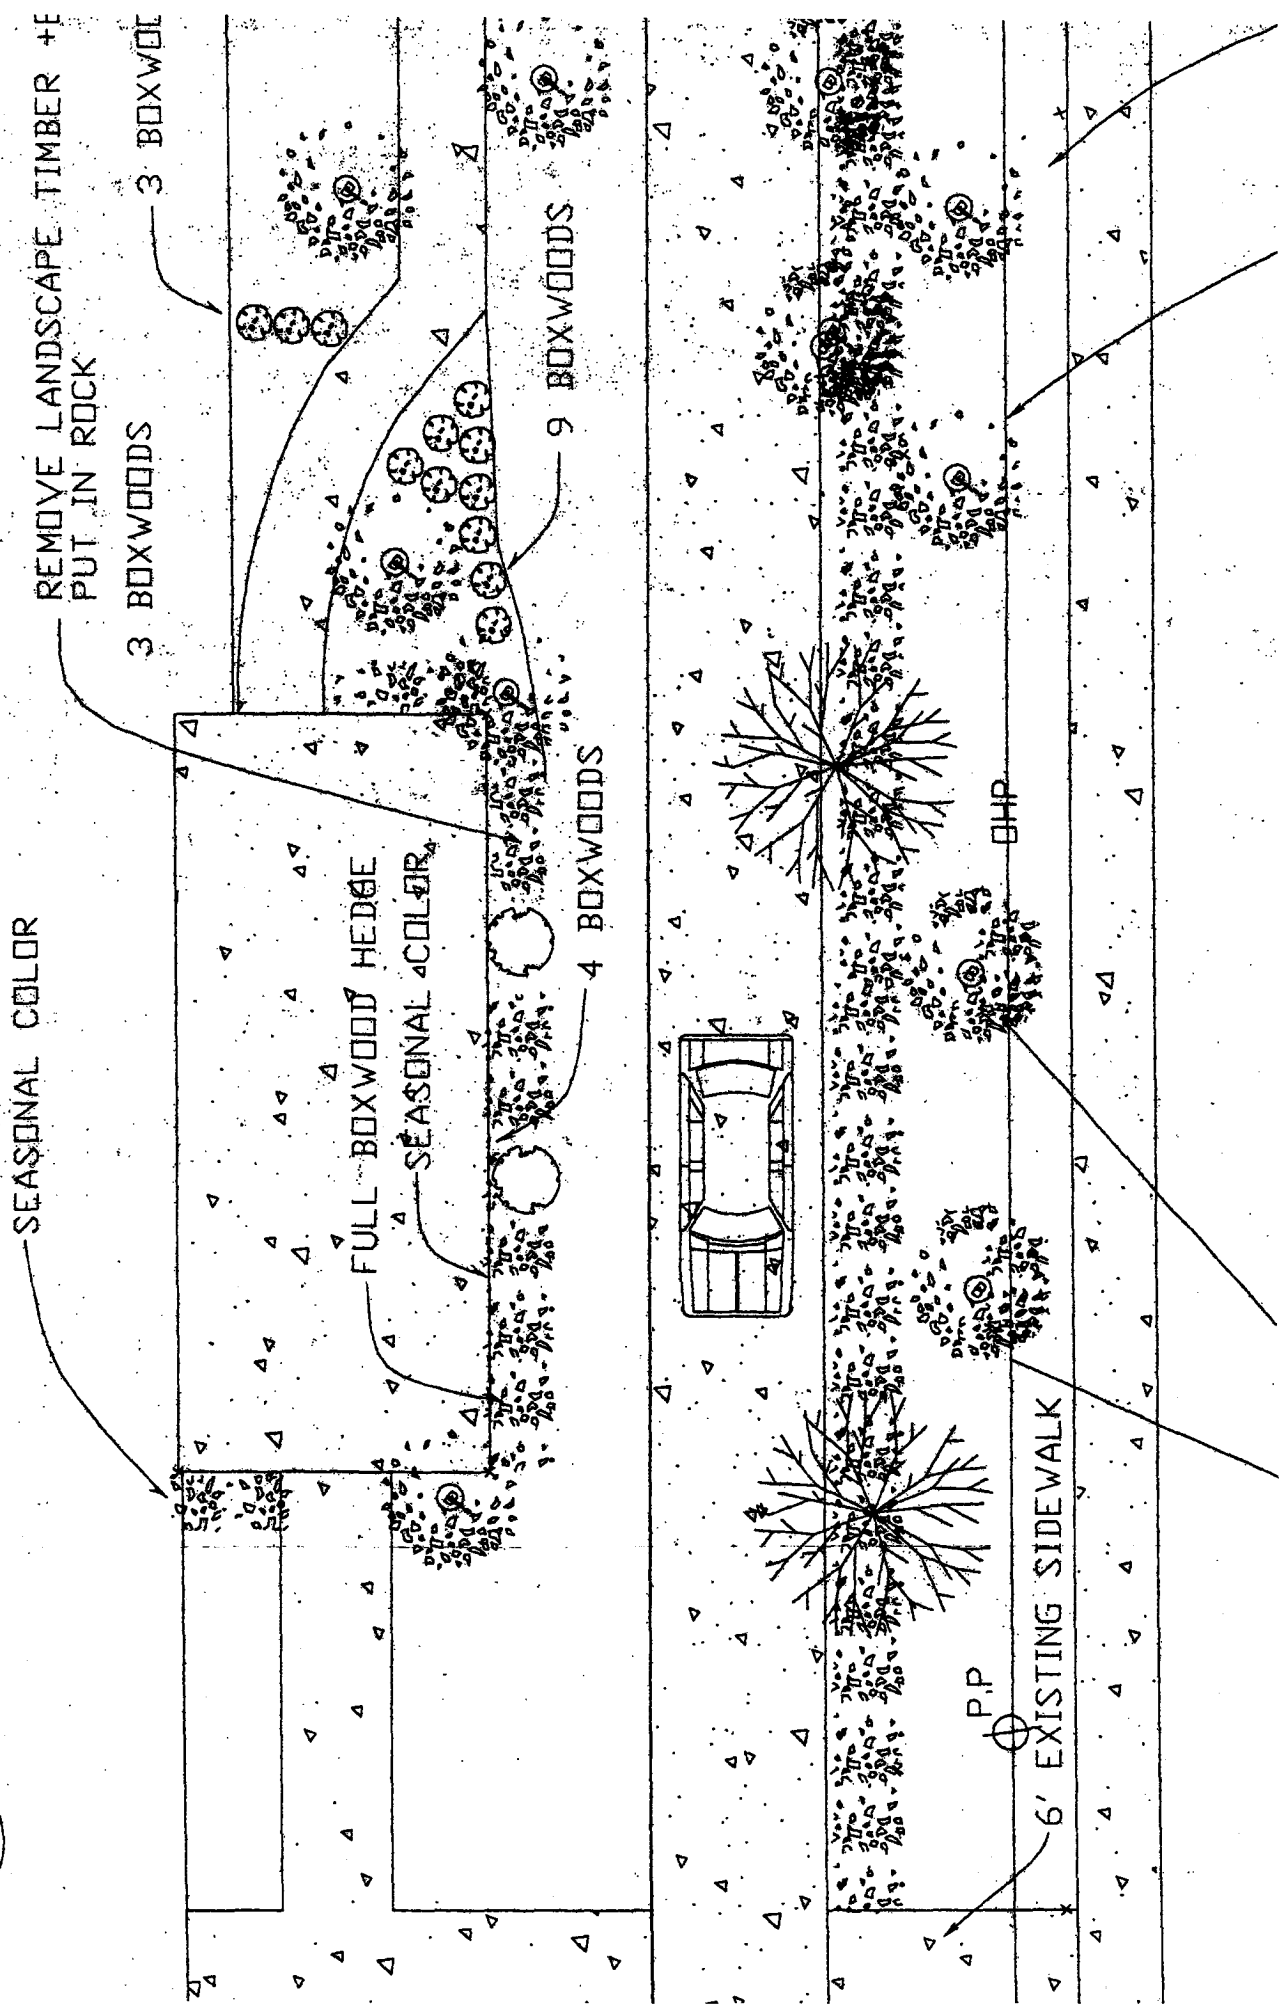 SEASONAL COLOR
REMOVE LANDSCAPE TIMBER +
PUT IN ROCK
3 BOXWOODS
3
FULL BOXWOOD HEDGE
SEASONAL COLOR
4 BOXWOODS
9 BOXWOODS
OHP
P.P
6' EXISTING SIDEWALK